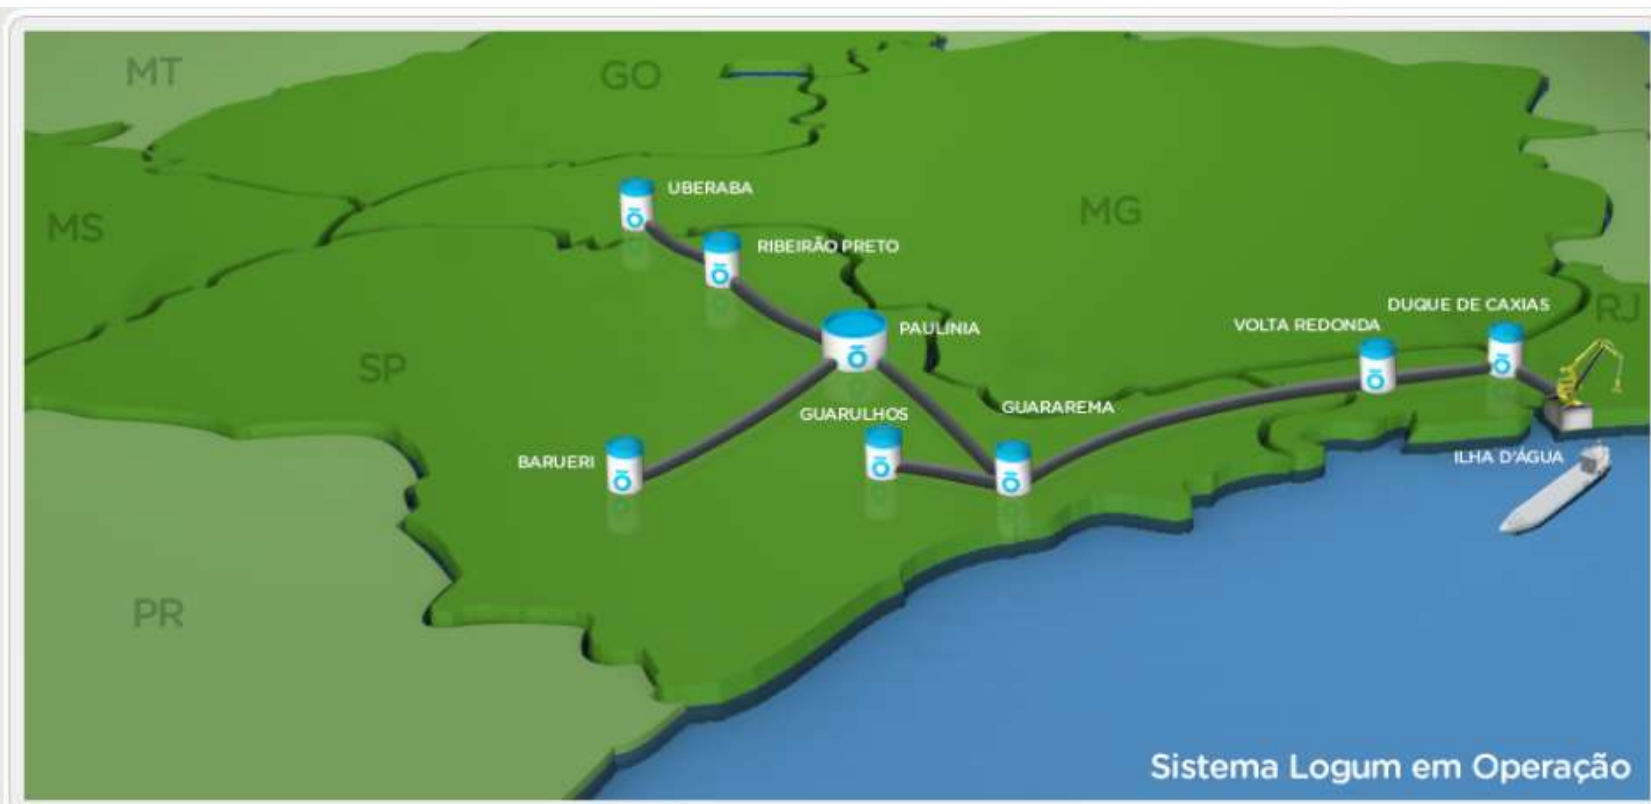 MT
GO
UBERABA
MG
MS
RIBEIRÃO PRETO
DUQUE DE CAXIAS
RJ
VOLTA REDONDA
PAULÍNIA
SP
GUARAREMA
GUARULHOS
BARUERI
ILHA D'ÁGUA
PR
Sistema Logum em Operação